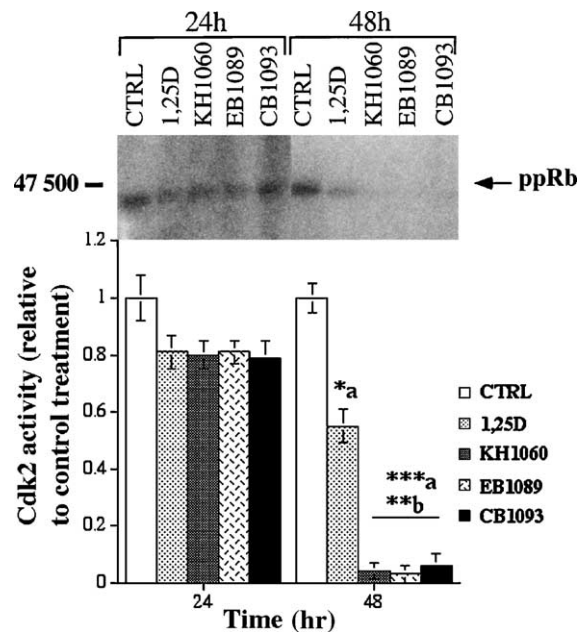 24h 48h
CTRL 1,25D KH1060 EB1089 CB1093 CTRL 1,25D KH1060 EB1089 CB1093
47 500 ppRb
1.2
1
0.8
0.6
0.4
0.2
0
Cdk2 activity (relative
to control treatment)
*a
***a
**b
CTRL
1,25D
KH1060
EB1089
CB1093
24 48
Time (hr)